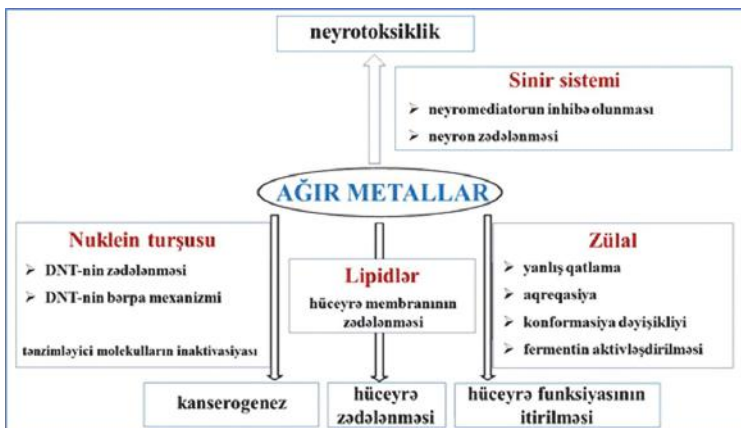 neyrotoksiklik
Sinir sistemi
➢ neyromediatorun inhibə olunması
➢ neyron zədələnməsi
AĞIR METALLAR
Nuklein turşusu
➢ DNT-nin zədələnməsi
➢ DNT-nin bərpa mexanizmi
tənzimləyici molekulların inaktivasiyası
Lipidlər
hüceyrə membranının
zədələnməsi
Zülal
➢ yanlış qatlama
➢ aqreqasiya
➢ konformasiya dəyişikliyi
➢ fermentin aktivləşdirilməsi
kanserogenez
hüceyrə
zədələnməsi
hüceyrə funksiyasının
itirilməsi